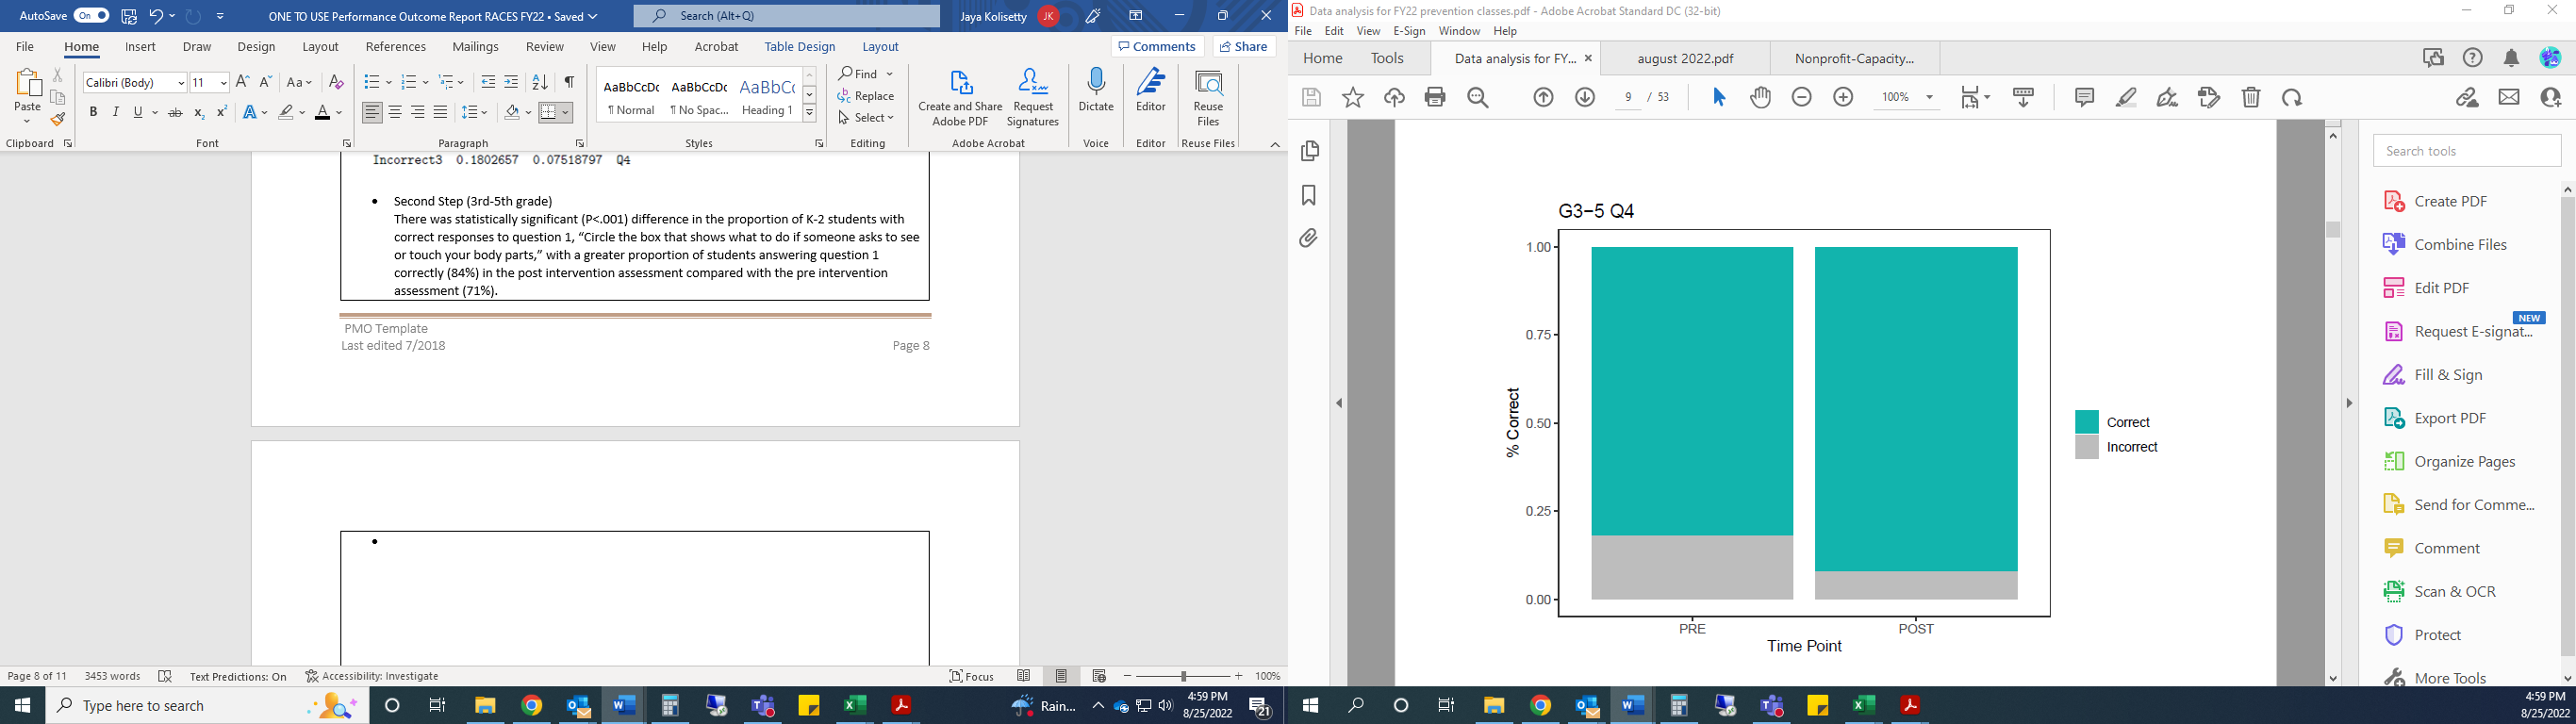 AutoSave On ONE TO USE Performance Outcome Report RACES FY22 • Saved Search (Alt+Q) Jaya Kolisetty JK
File Home Insert Draw Design Layout References Mailings Review View Help Acrobat Table Design Layout Comments Share
Paste
Calibri (Body) 11 Aa
B I U ab x₂ x² A A
AaBbCcDc AaBbCcDc AaBbCc
¶ Normal ¶ No Spac... Heading 1
Find
Replace
Select
Create and Share Adobe PDF
Request Signatures
Dictate
Editor
Reuse Files
Clipboard Font Paragraph Styles Editing Adobe Acrobat Voice Editor Reuse Files
Incorrect3 0.1802657 0.07518797 Q4
• Second Step (3rd-5th grade)
There was statistically significant (P<.001) difference in the proportion of K-2 students with
correct responses to question 1, “Circle the box that shows what to do if someone asks to see
or touch your body parts,” with a greater proportion of students answering question 1
correctly (84%) in the post intervention assessment compared with the pre intervention
assessment (71%).
PMO Template
Last edited 7/2018 Page 8
•
Page 8 of 11 3453 words Text Predictions: On Accessibility: Investigate Focus 100%
Type here to search Rain... 4:59 PM
8/25/2022 21
Data analysis for FY22 prevention classes.pdf - Adobe Acrobat Standard DC (32-bit)
File Edit View E-Sign Window Help
Home Tools Data analysis for FY... × august 2022.pdf Nonprofit-Capacity...
9 / 53 100%
G3−5 Q4
1.00
0.75
0.50
0.25
0.00
% Correct
PRE POST
Time Point
Correct
Incorrect
Search tools
Create PDF
Combine Files
Edit PDF
NEW
Request E-signat...
Fill & Sign
Export PDF
Organize Pages
Send for Comme...
Comment
Scan & OCR
Protect
More Tools
4:59 PM
8/25/2022